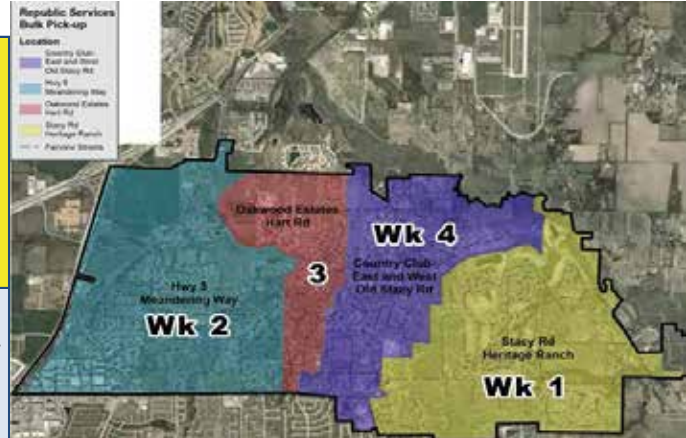 Republic Services
Bulk Pick-up
Location
Country Club-
East and West
Old Stacy Rd
Hwy 5
Meandering Way
Oakwood Estates
Hart Rd
Stacy Rd
Heritage Ranch
Fairview Streets
Oakwood Estates
Hart Rd
Wk 4
3
Country Club-
East and West
Old Stacy Rd
Hwy 5
Meandering Way
Wk 2
Stacy Rd
Heritage Ranch
Wk 1